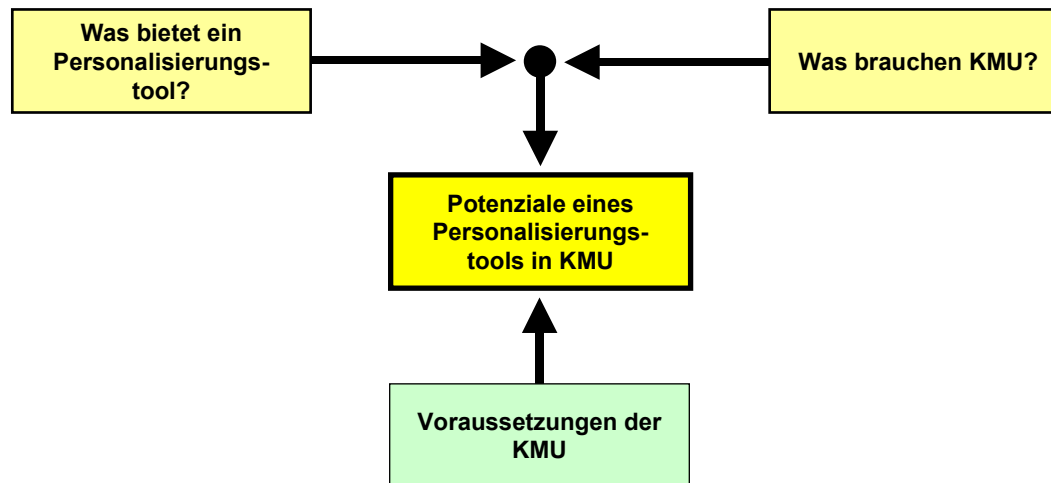 Was bietet ein
Personalisierungs-
tool?
Was brauchen KMU?
Potenziale eines
Personalisierungs-
tools in KMU
Voraussetzungen der
KMU